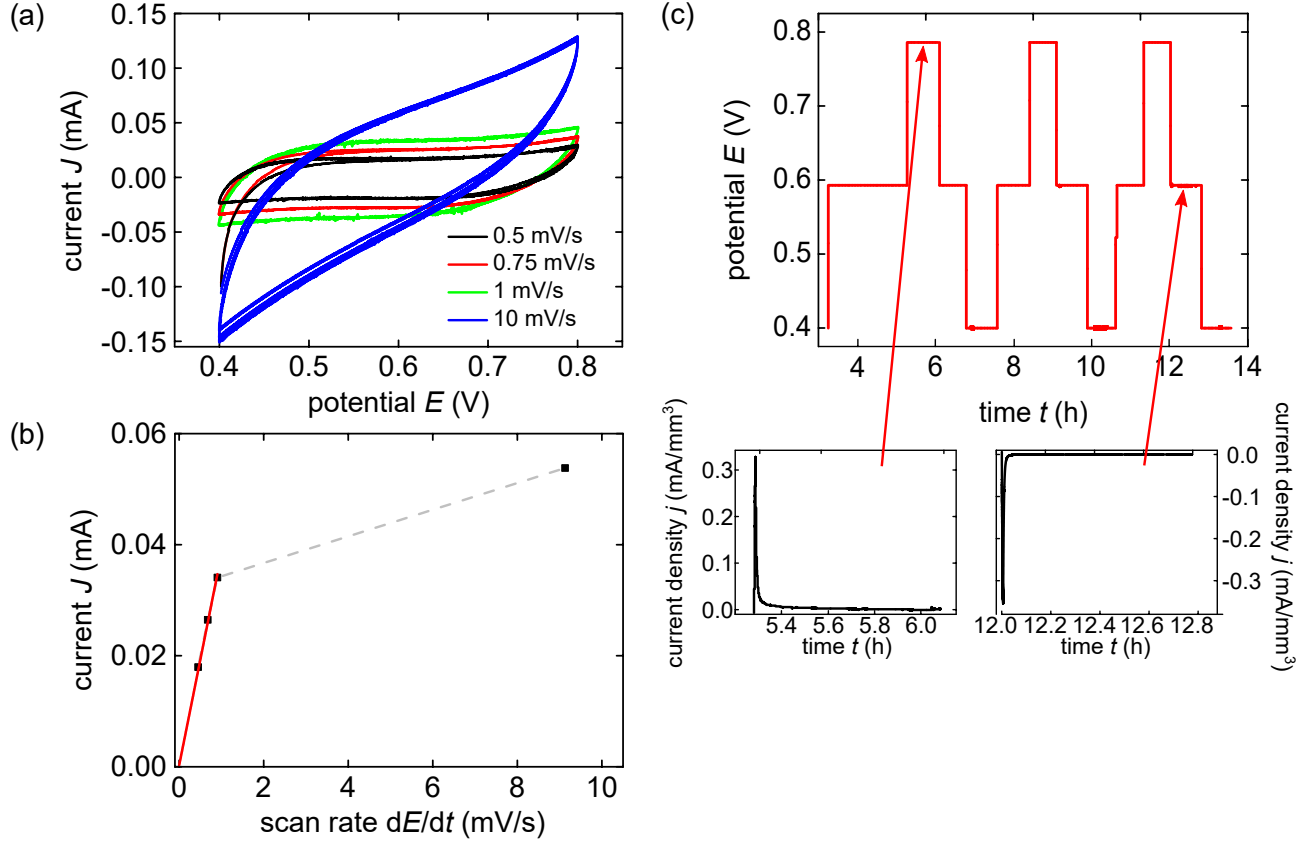 (a)
current J (mA)
0.15
0.10
0.05
0.00
-0.05
-0.10
-0.15
0.5 mV/s
0.75 mV/s
1 mV/s
10 mV/s
0.4 0.5 0.6 0.7 0.8
potential E (V)
(b)
current J (mA)
0.06
0.04
0.02
0.00
0 2 4 6 8 10
scan rate dE/dt (mV/s)
(c)
potential E (V)
0.8
0.7
0.6
0.5
0.4
4 6 8 10 12 14
time t (h)
current density j (mA/mm³)
0.3
0.2
0.1
0.0
5.4 5.6 5.8 6.0
time t (h)
0.0
-0.1
-0.2
-0.3
current density j (mA/mm³)
12.0 12.2 12.4 12.6 12.8
time t (h)